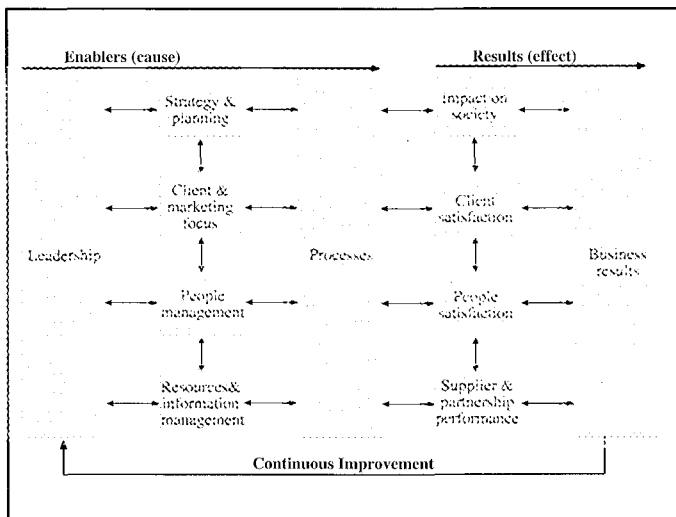 Enablers (cause)
Results (effect)
Strategy &
planning
Impact on
society
Client &
marketing
focus
Client
satisfaction
Leadership
Processes
Business
results
People
management
People
satisfaction
Resources&
information
management
Supplier &
partnership
performance
Continuous Improvement